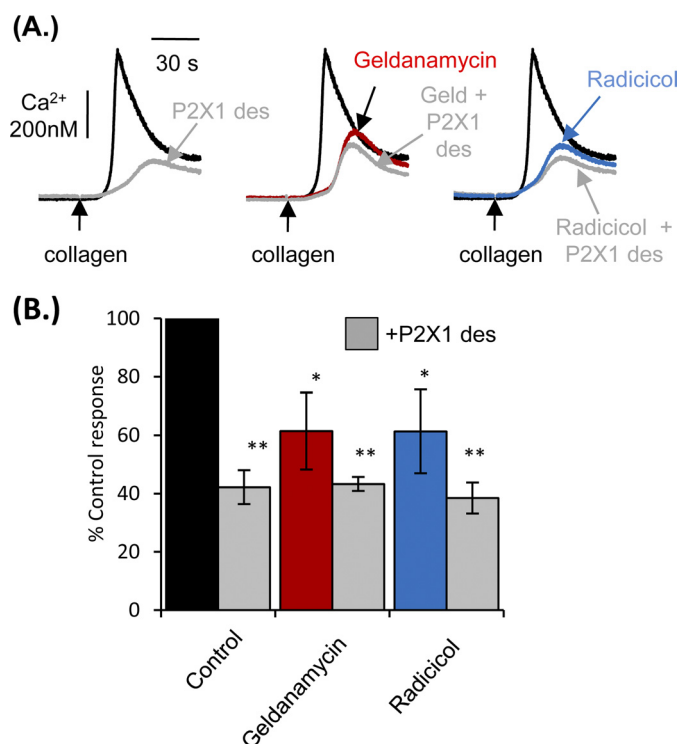 (A.)
30 s
Ca²⁺
200nM
P2X1 des
collagen
Geldanamycin
Geld +
P2X1
des
collagen
Radicicol
Radicicol +
P2X1 des
collagen
(B.)
+P2X1 des
% Control response
100
80
60
40
20
0
**
*
**
*
**
Control
Geldanamycin
Radicicol